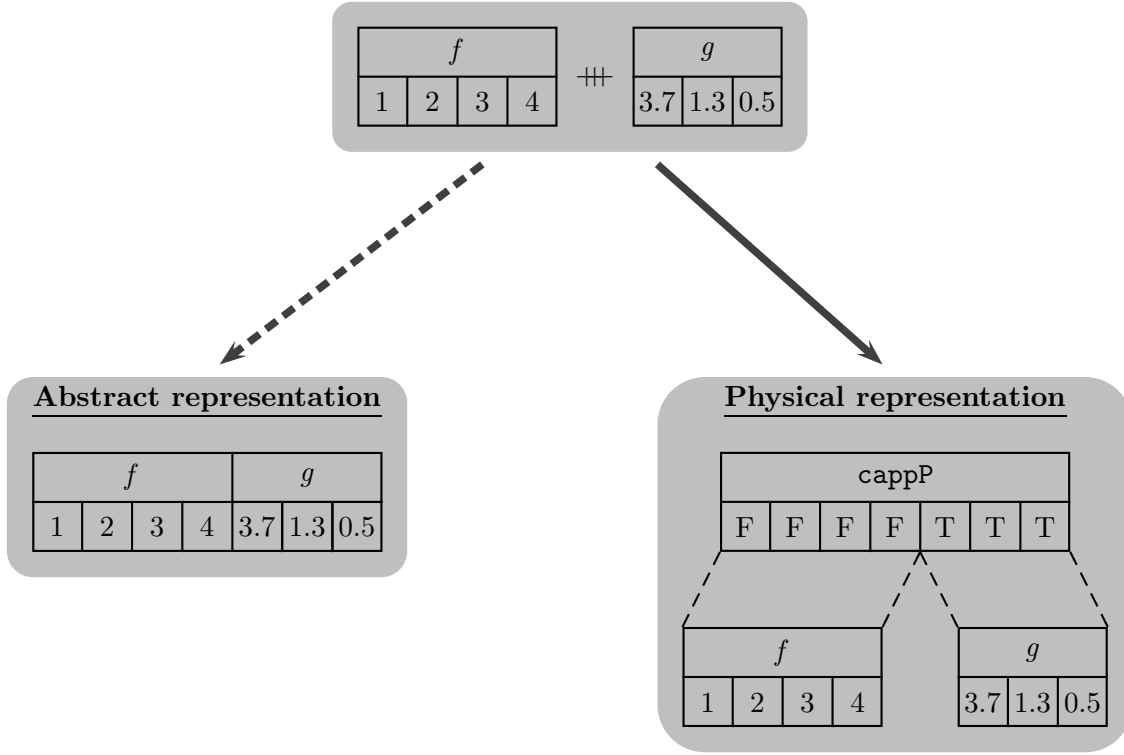 f g
⧻
1 2 3 4 3.7 1.3 0.5
Abstract representation
f g
1 2 3 4 3.7 1.3 0.5
Physical representation
cappP
F F F F T T T
f g
1 2 3 4 3.7 1.3 0.5